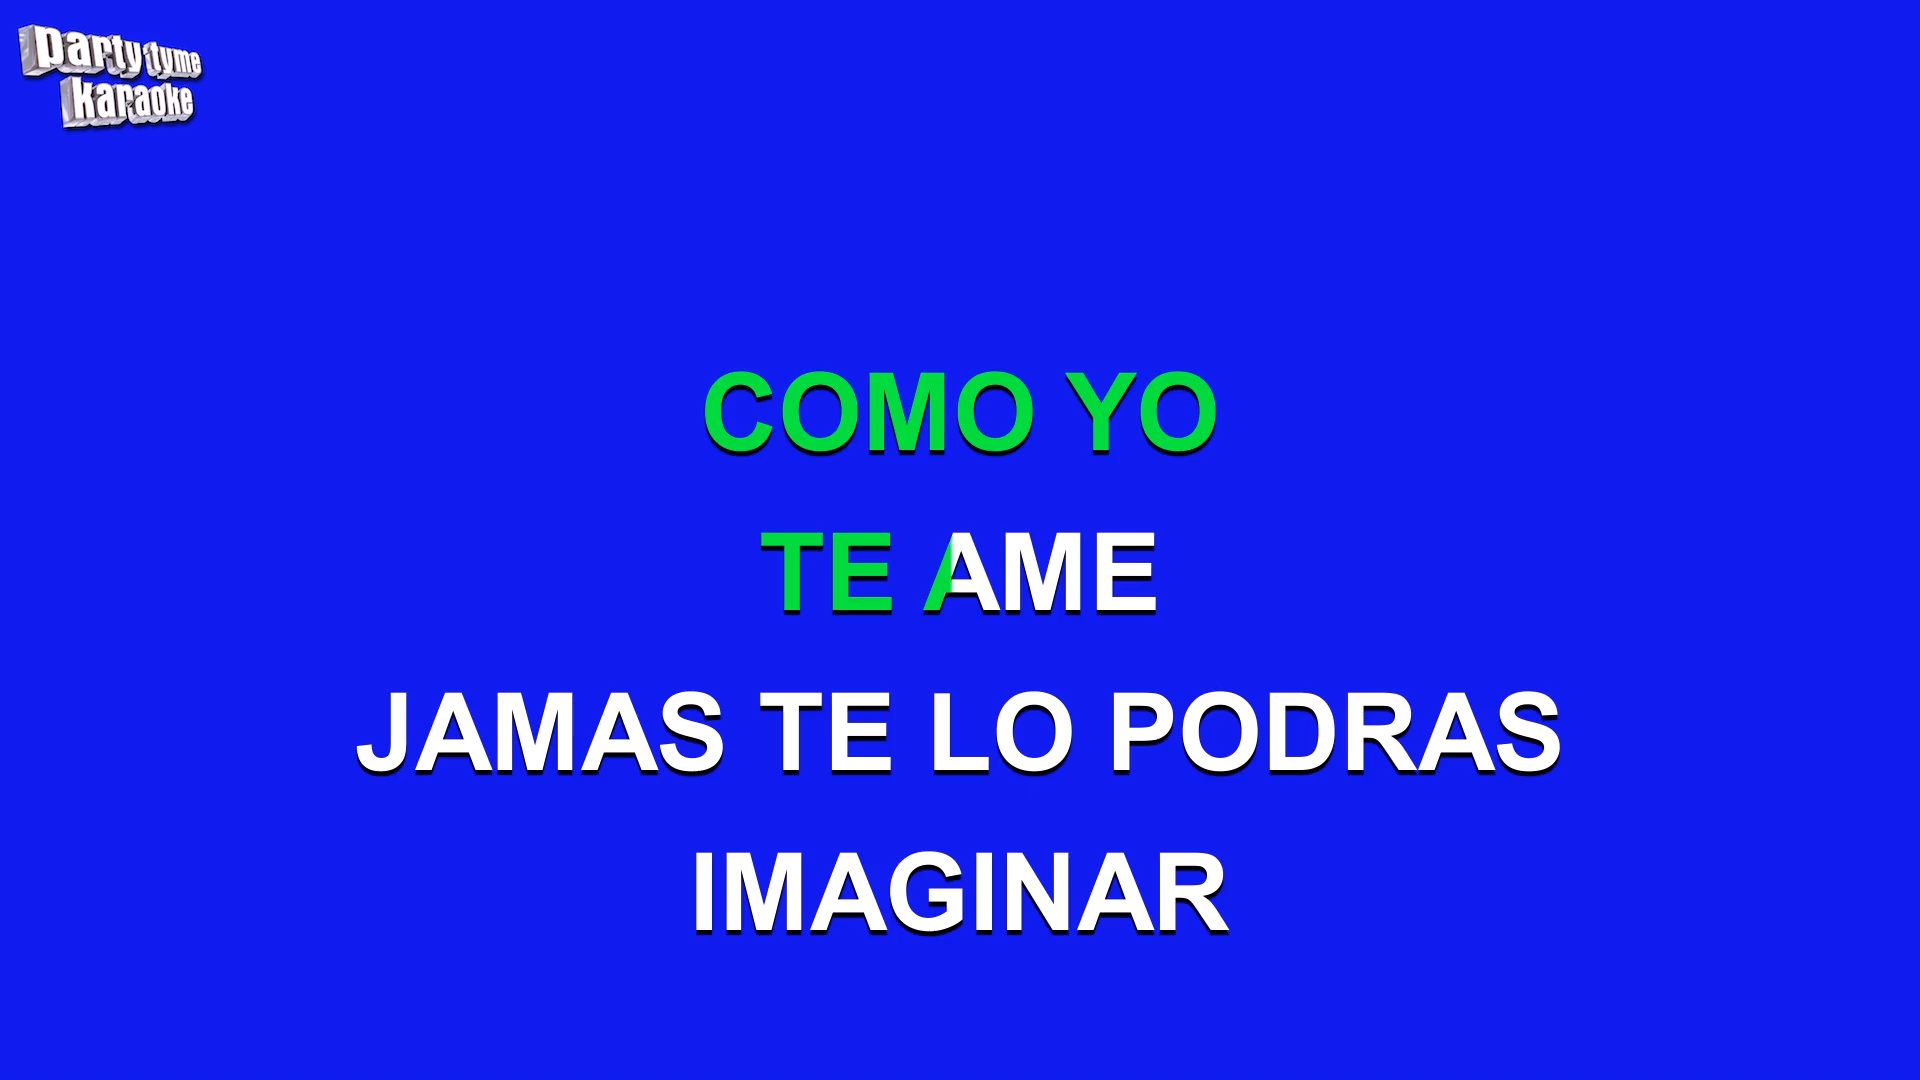 party tyme
karaoke
COMO YO
TE AME
JAMAS TE LO PODRAS
IMAGINAR